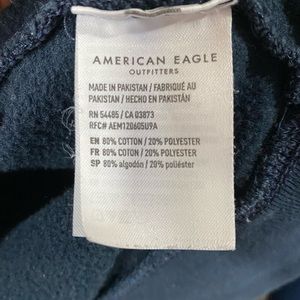 AMERICAN EAGLE
OUTFITTERS
MADE IN PAKISTAN / FABRIQUÉ AU
PAKISTAN / HECHO EN PAKISTÁN
RN 54485 / CA 03873
RFC# AEM120605U9A
EN 80% COTTON / 20% POLYESTER
FR 80% COTON / 20% POLYESTER
SP 80% algodón / 20% poliéster